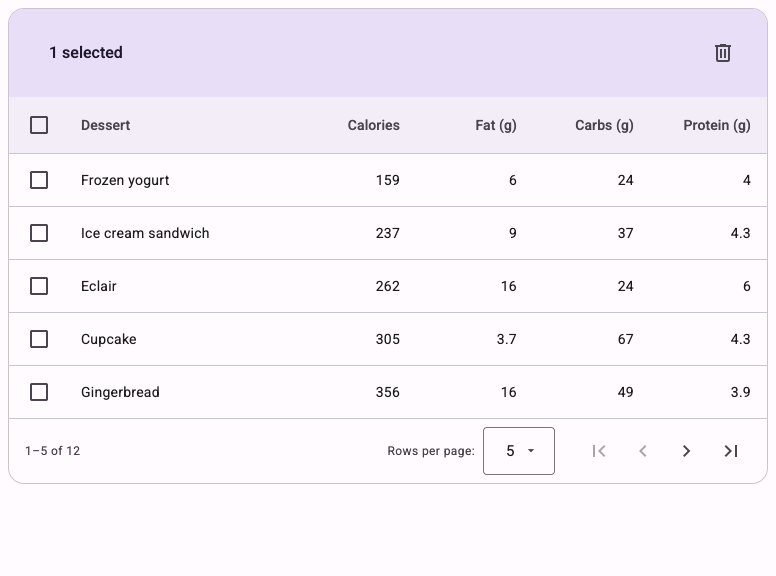 1 selected
Dessert Calories Fat (g) Carbs (g) Protein (g)
Frozen yogurt 159 6 24 4
Ice cream sandwich 237 9 37 4.3
Eclair 262 16 24 6
Cupcake 305 3.7 67 4.3
Gingerbread 356 16 49 3.9
1–5 of 12 Rows per page: 5